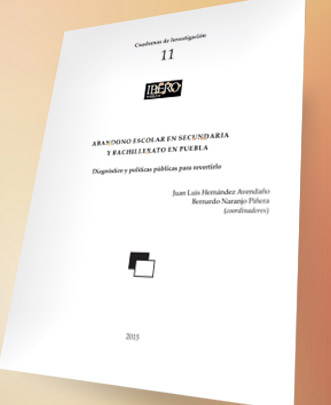 Cuadernos de Investigación
11
IBERO
ABANDONO ESCOLAR EN SECUNDARIA
Y BACHILLERATO EN PUEBLA
Diagnóstico y políticas públicas para revertirlo
Juan Luis Hernández Avendaño
Bernardo Naranjo Piñera
(coordinadores)
2015